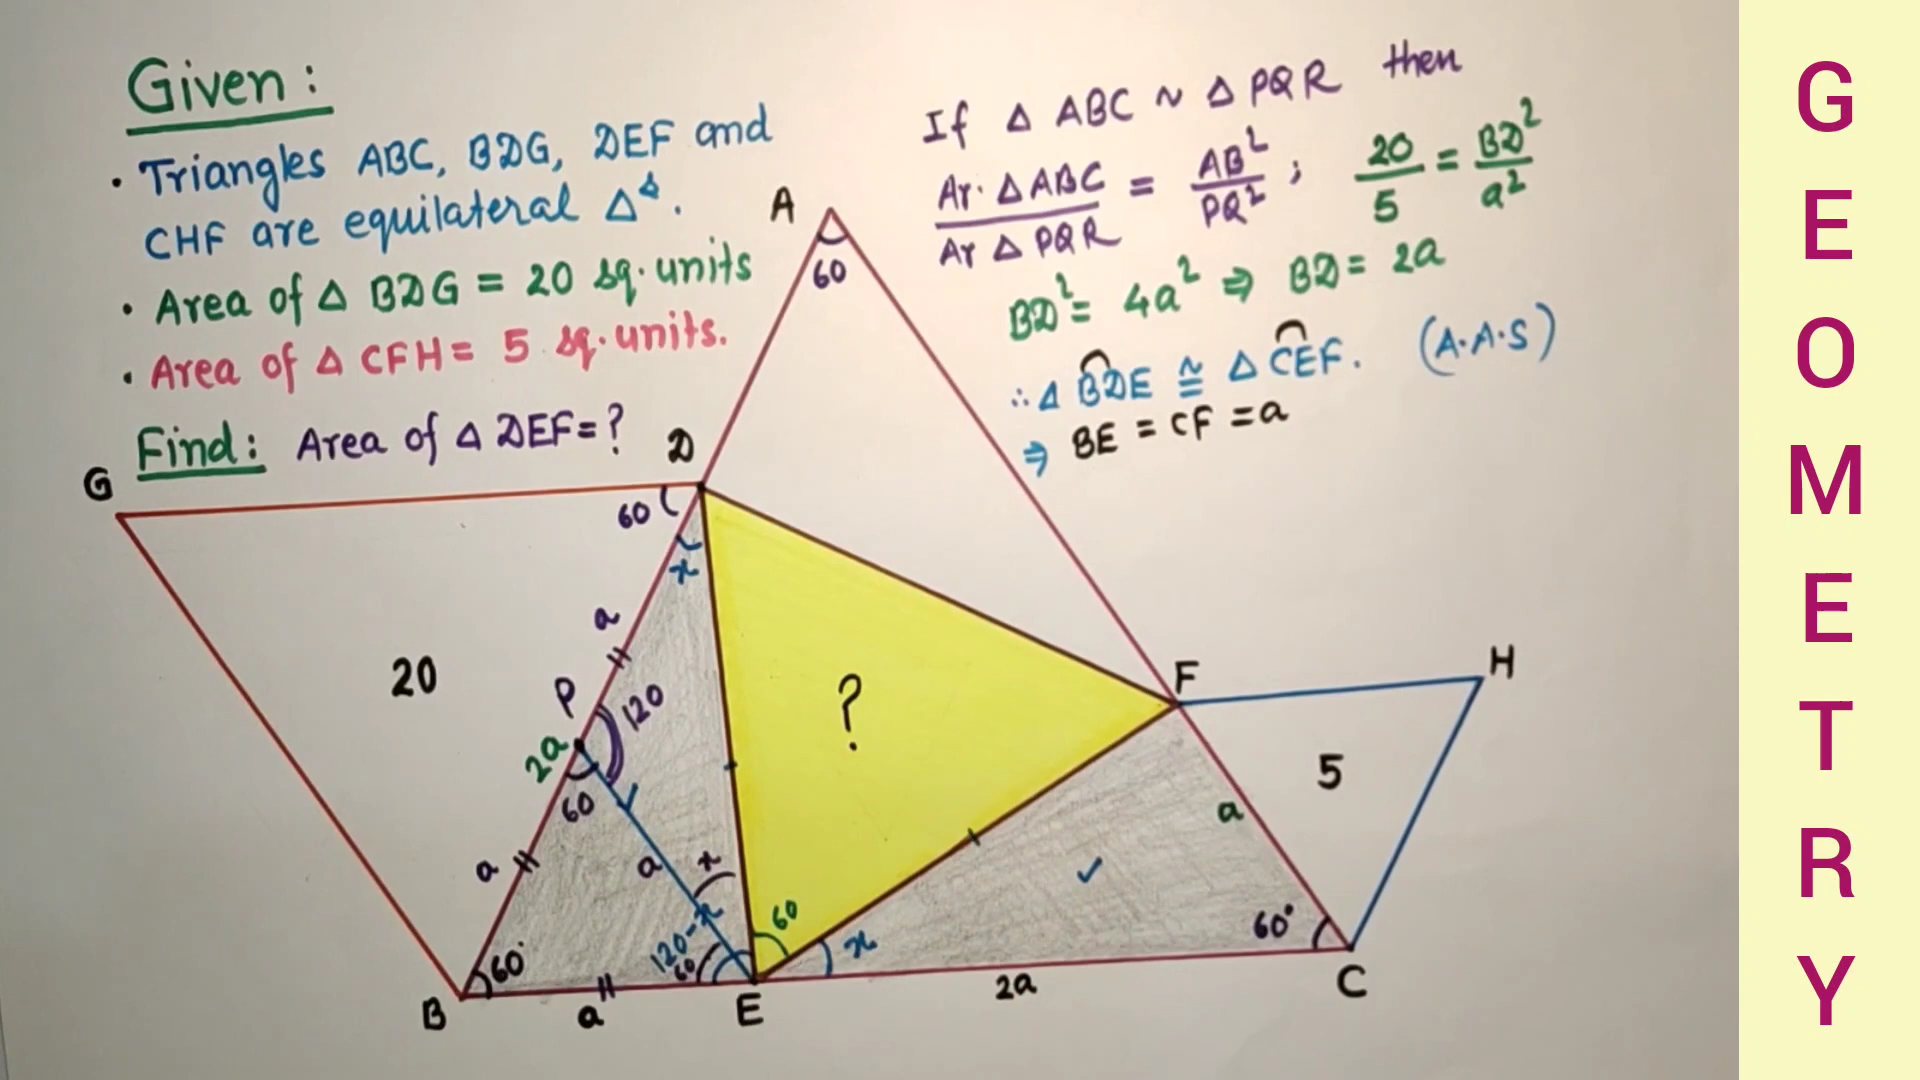 Given:
• Triangles ABC, BDG, DEF and
CHF are equilateral Δˢ.
• Area of Δ BDG = 20 sq. units
• Area of Δ CFH = 5 sq. units.
Find: Area of Δ DEF = ?
If Δ ABC ~ Δ PQR then
Ar. Δ ABC / Ar Δ PQR = AB² / PQ² ; 20/5 = BD²/a²
BD² = 4a² ⇒ BD = 2a
∴ Δ BDE ≅ Δ CEF. (A.A.S)
⇒ BE = CF = a
A
60
D
G
60
x
a
P
120
2a
60
20
a
a
x
120-x
60
60°
B
a
E
?
60
x
2a
F
H
5
a
60°
C
G
E
O
M
E
T
R
Y